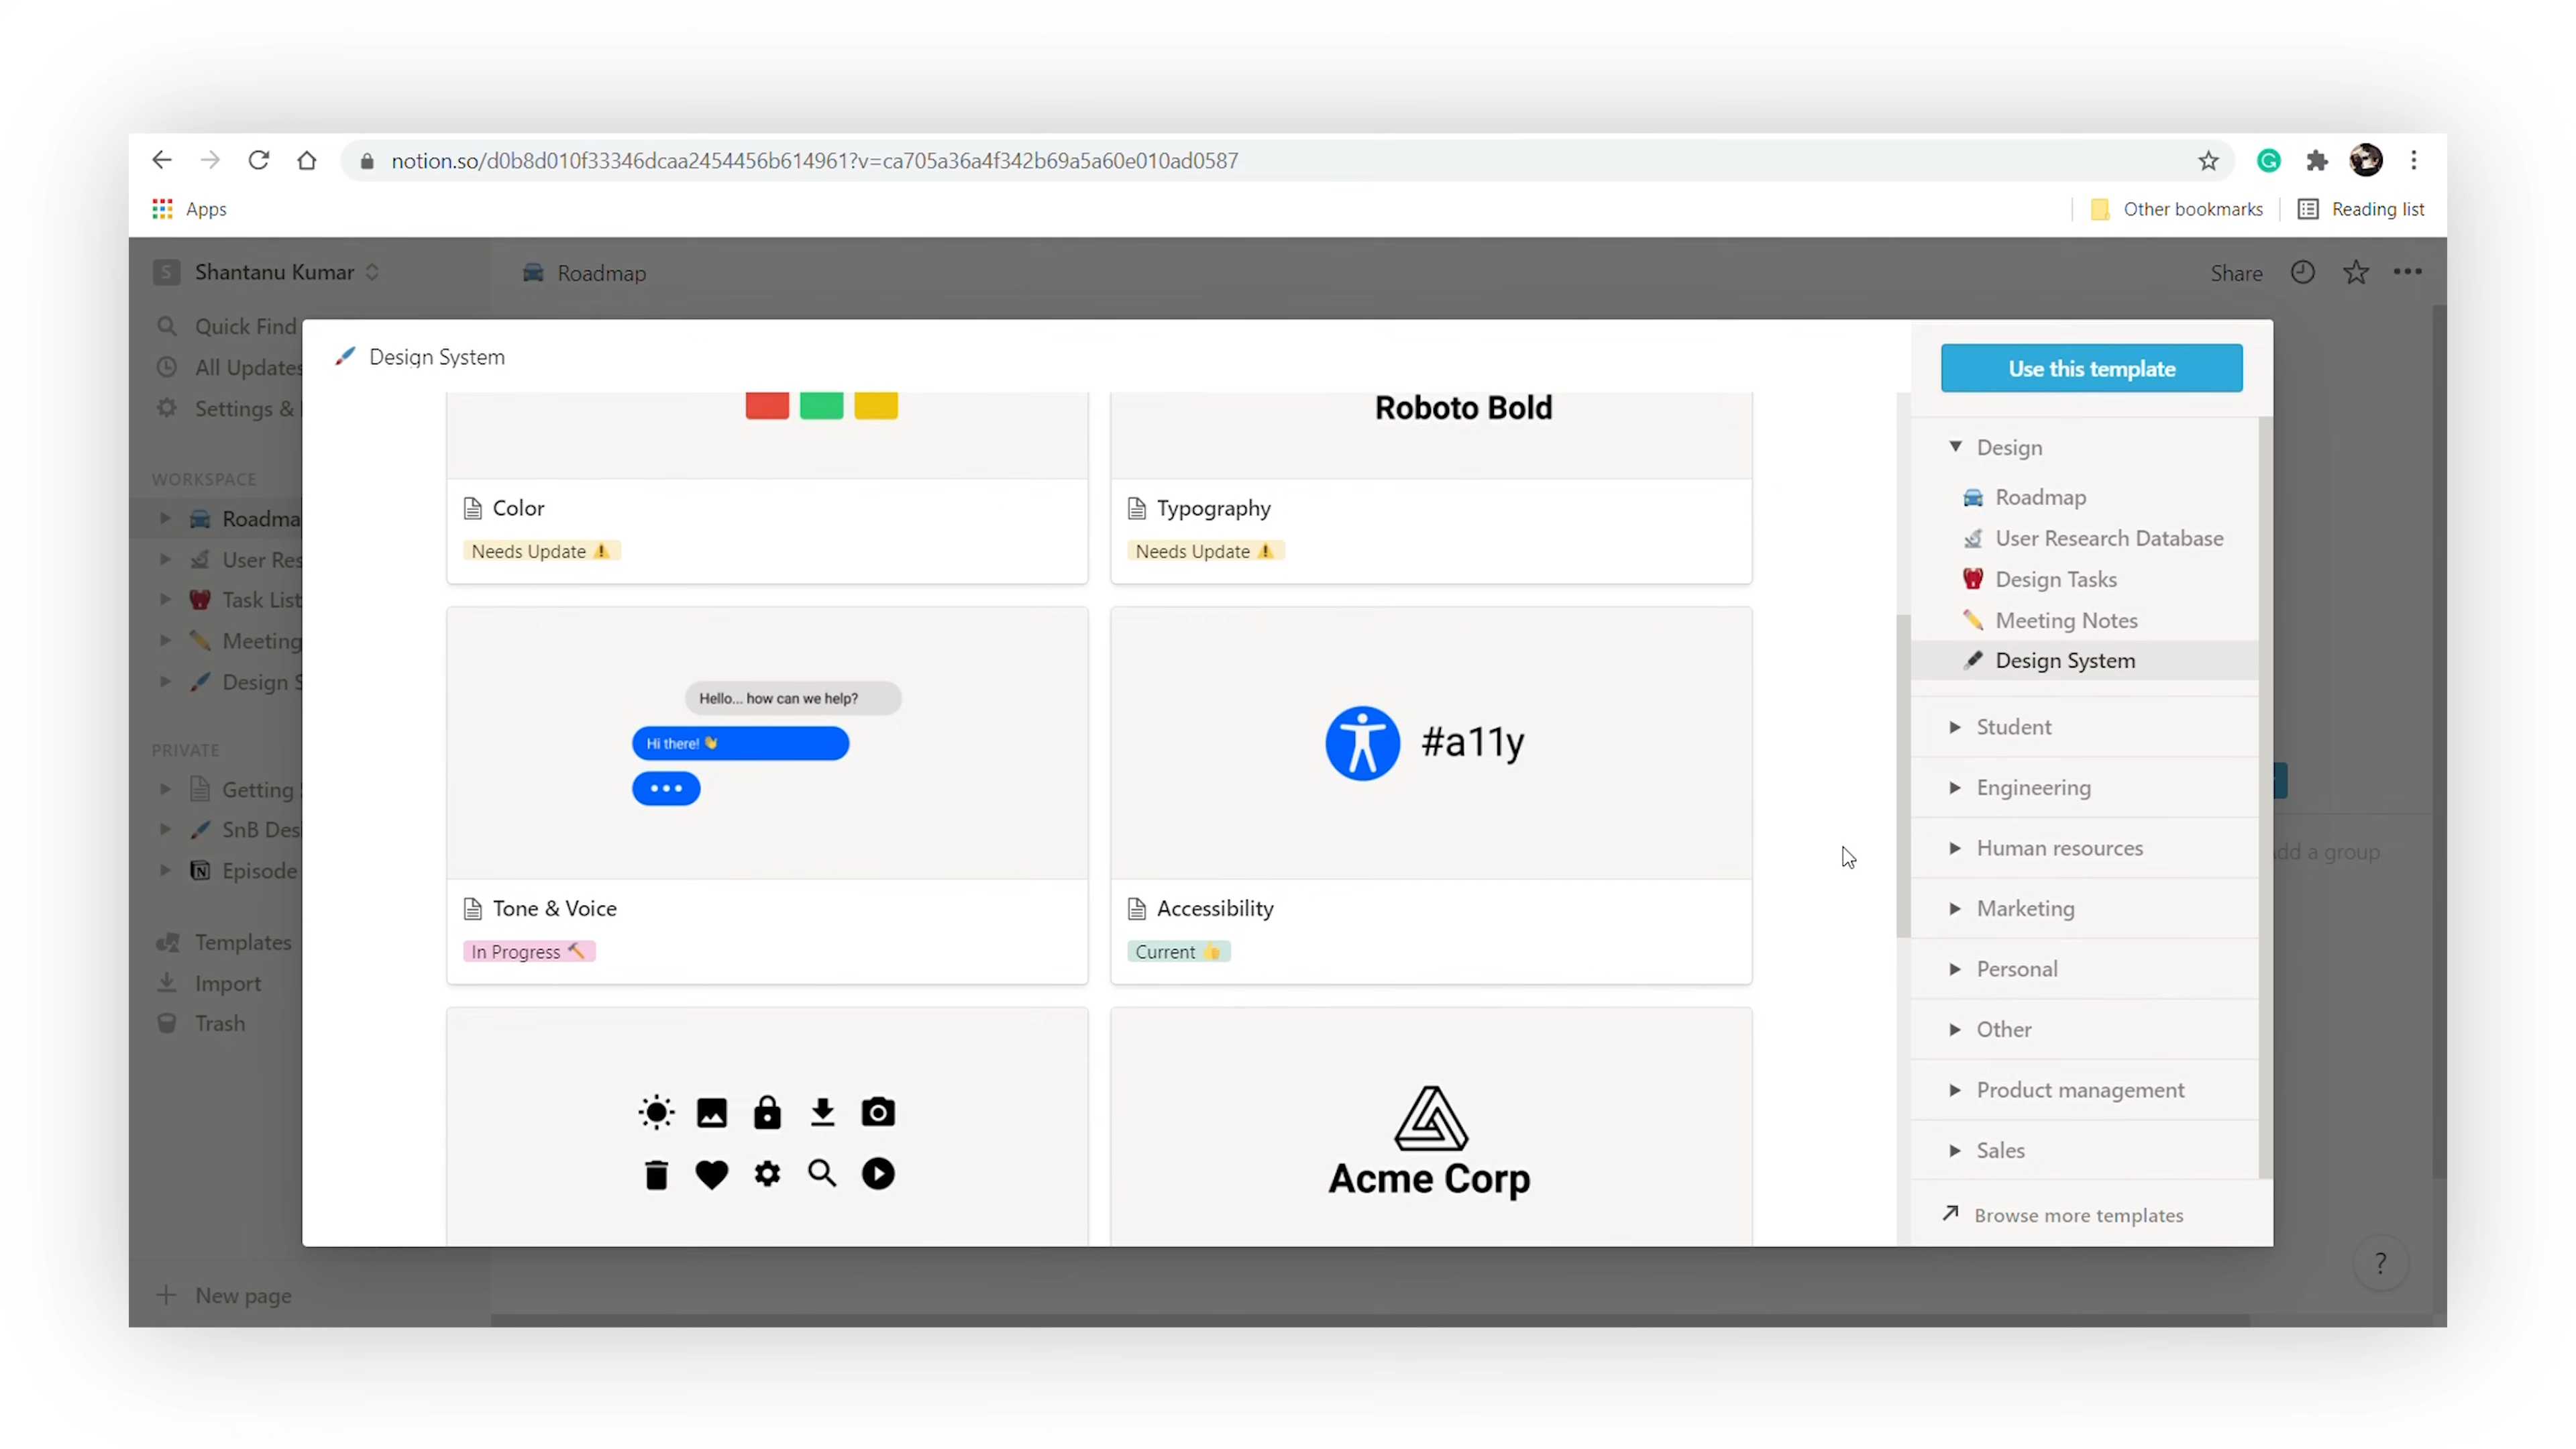 notion.so/d0b8d010f33346dcaa2454456b614961?v=ca705a36a4f342b69a5a60e010ad0587
Apps
Other bookmarks
Reading list
S
Shantanu Kumar
Roadmap
Share
Quick Find
All Updates
Settings &
WORKSPACE
Roadma
User Res
Task List
Meeting
Design S
PRIVATE
Getting
SnB Des
Episode
Templates
Import
Trash
New page
Design System
Roboto Bold
Color
Needs Update ⚠️
Typography
Needs Update ⚠️
Hello... how can we help?
Hi there! 👋
•••
#a11y
Tone & Voice
In Progress 🔨
Accessibility
Current 👍
Acme Corp
Use this template
Design
Roadmap
User Research Database
Design Tasks
Meeting Notes
Design System
Student
Engineering
Human resources
Marketing
Personal
Other
Product management
Sales
Browse more templates
dd a group
?